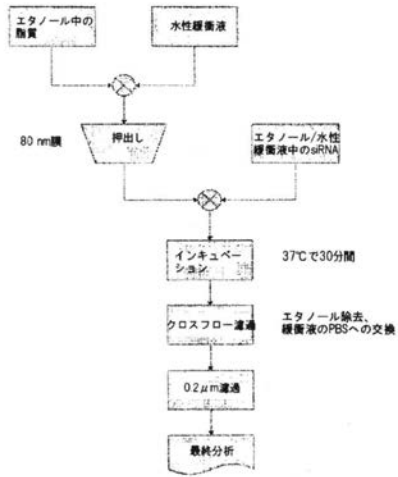 エタノール中の
脂質
水性緩衝液
80 nm膜
押出し
エタノール/水性
緩衝液中のsiRNA
インキュベー
ション
37℃で30分間
クロスフロー濾過
エタノール除去、
緩衝液のPBSへの交換
0.2μm濾過
最終分析